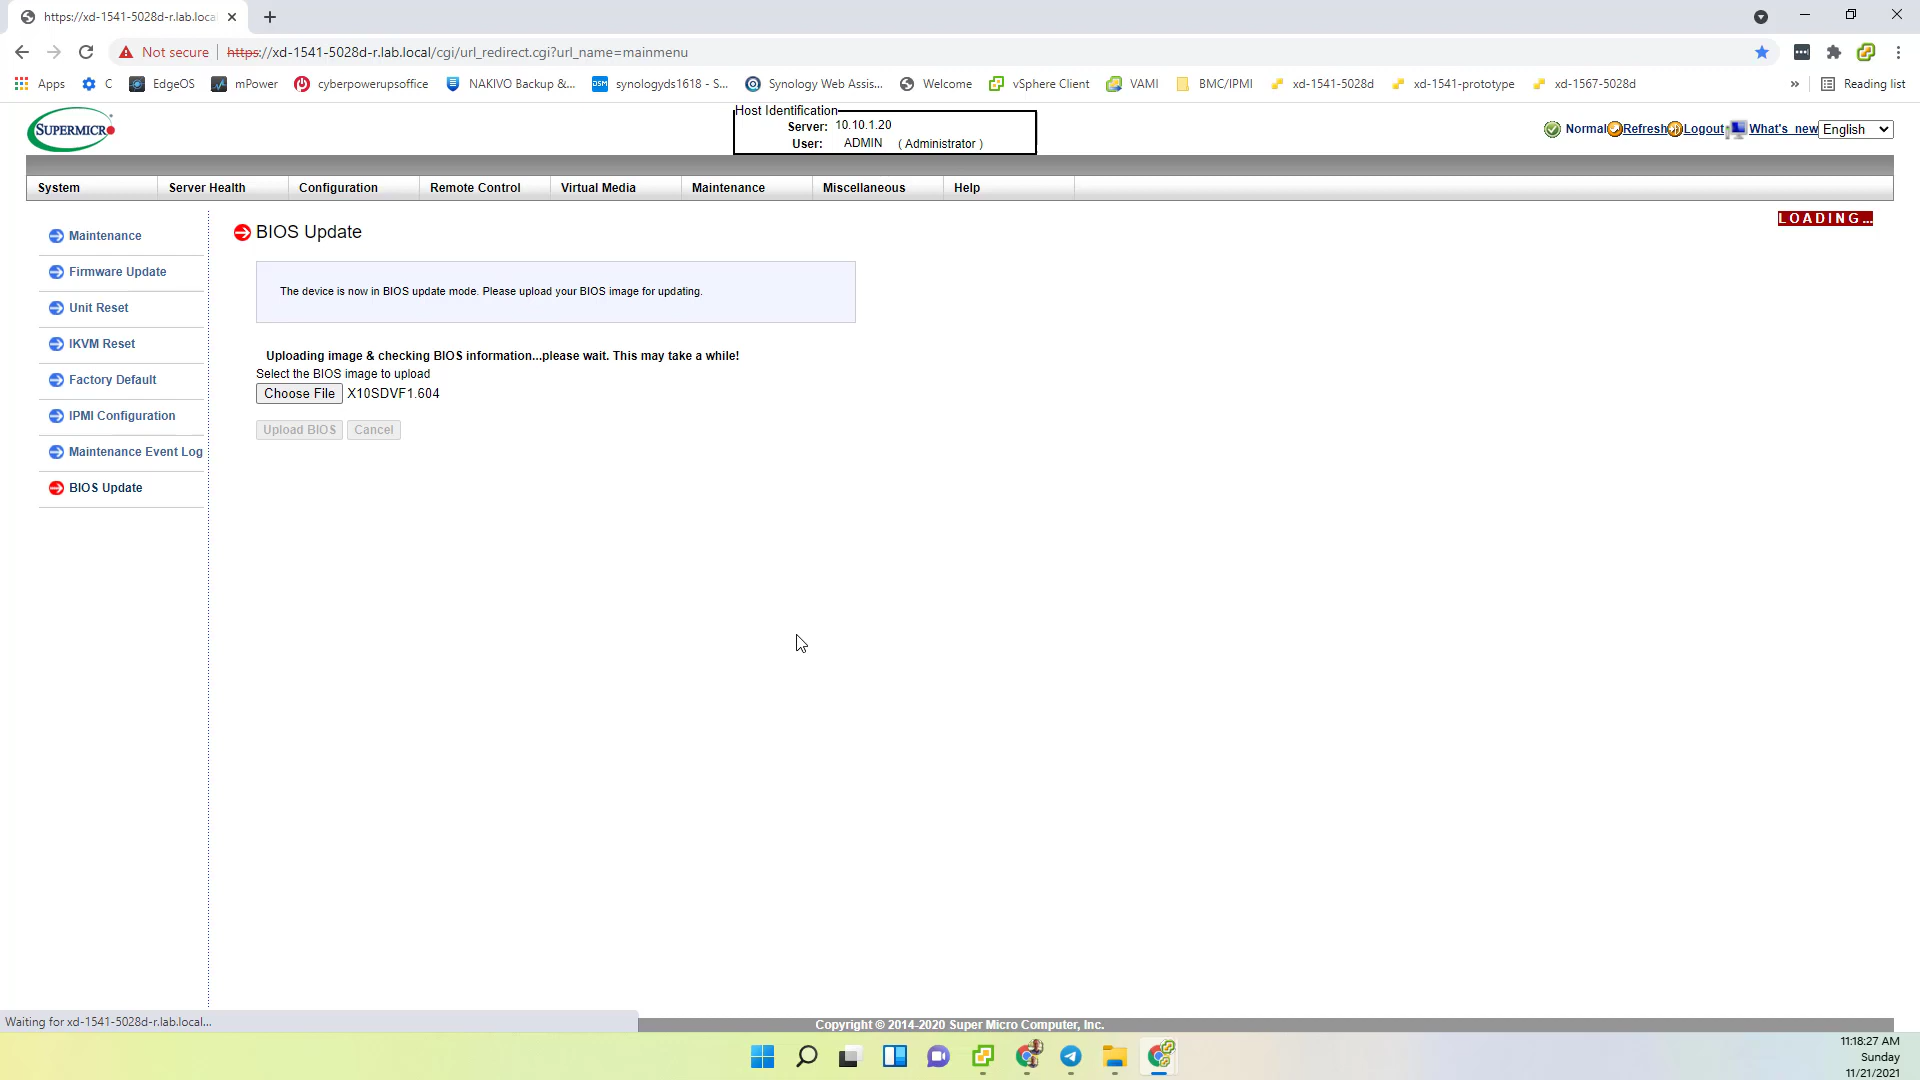 https://xd-1541-5028d-r.lab.loca
Not secure
https://xd-1541-5028d-r.lab.local/cgi/url_redirect.cgi?url_name=mainmenu
Apps
C
EdgeOS
mPower
cyberpowerupsoffice
NAKIVO Backup &...
DSM
synologyds1618 - S...
Synology Web Assis...
Welcome
vSphere Client
VAMI
BMC/IPMI
xd-1541-5028d
xd-1541-prototype
xd-1567-5028d
»
Reading list
SUPERMICR
Host Identification
Server: 10.10.1.20
User: ADMIN ( Administrator )
Normal
Refresh
Logout
What's new
English
System
Server Health
Configuration
Remote Control
Virtual Media
Maintenance
Miscellaneous
Help
LOADING...
Maintenance
Firmware Update
Unit Reset
IKVM Reset
Factory Default
IPMI Configuration
Maintenance Event Log
BIOS Update
BIOS Update
The device is now in BIOS update mode. Please upload your BIOS image for updating.
Uploading image & checking BIOS information...please wait. This may take a while!
Select the BIOS image to upload
Choose File X10SDVF1.604
Upload BIOS
Cancel
Waiting for xd-1541-5028d-r.lab.local...
Copyright © 2014-2020 Super Micro Computer, Inc.
11:18:27 AM
Sunday
11/21/2021